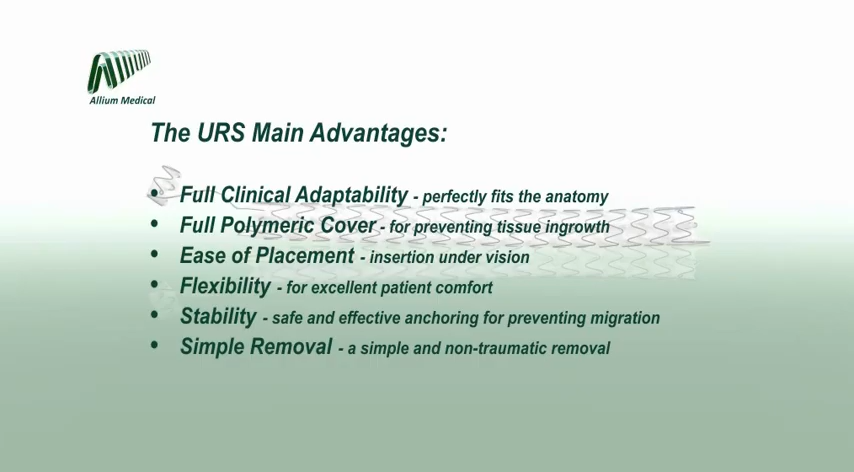 Allium Medical
The URS Main Advantages:
• Full Clinical Adaptability - perfectly fits the anatomy
• Full Polymeric Cover - for preventing tissue ingrowth
• Ease of Placement - insertion under vision
• Flexibility - for excellent patient comfort
• Stability - safe and effective anchoring for preventing migration
• Simple Removal - a simple and non-traumatic removal